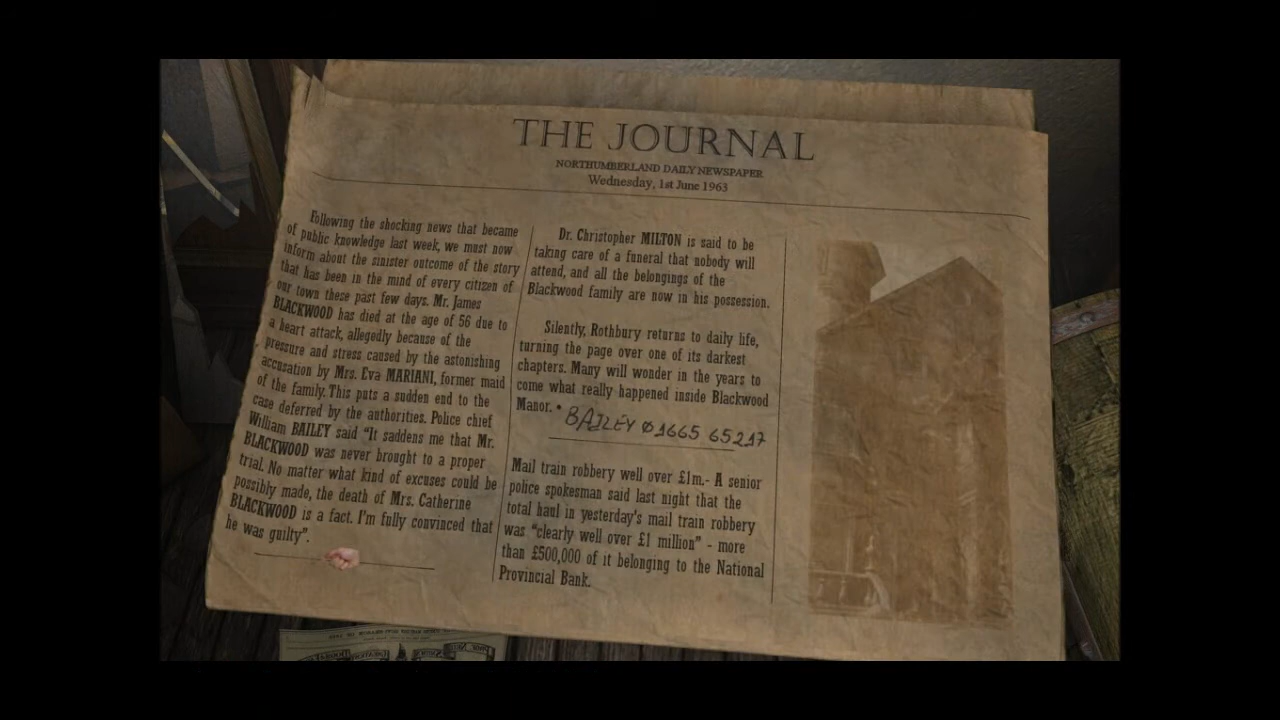 THE JOURNAL
NORTHUMBERLAND DAILY NEWSPAPER
Wednesday, 1st June 1963
Following the shocking news that became
of public knowledge last week, we must now
inform about the sinister outcome of the story
that has been in the mind of every citizen of
our town these past few days. Mr. James
BLACKWOOD has died at the age of 56 due to
a heart attack, allegedly because of the
pressure and stress caused by the astonishing
accusation by Mrs. Eva MARIANI, former maid
of the family. This puts a sudden end to the
case deferred by the authorities. Police chief
William BAILEY said “It saddens me that Mr.
BLACKWOOD was never brought to a proper
trial. No matter what kind of excuses could be
possibly made, the death of Mrs. Catherine
BLACKWOOD is a fact. I'm fully convinced that
he was guilty”.
Dr. Christopher MILTON is said to be
taking care of a funeral that nobody will
attend, and all the belongings of the
Blackwood family are now in his possession.
Silently, Rothbury returns to daily life,
turning the page over one of its darkest
chapters. Many will wonder in the years to
come what really happened inside Blackwood
Manor. •
BAILEY 01665 65217
Mail train robbery well over £1m.- A senior
police spokesman said last night that the
total haul in yesterday's mail train robbery
was “clearly well over £1 million” - more
than £500,000 of it belonging to the National
Provincial Bank.